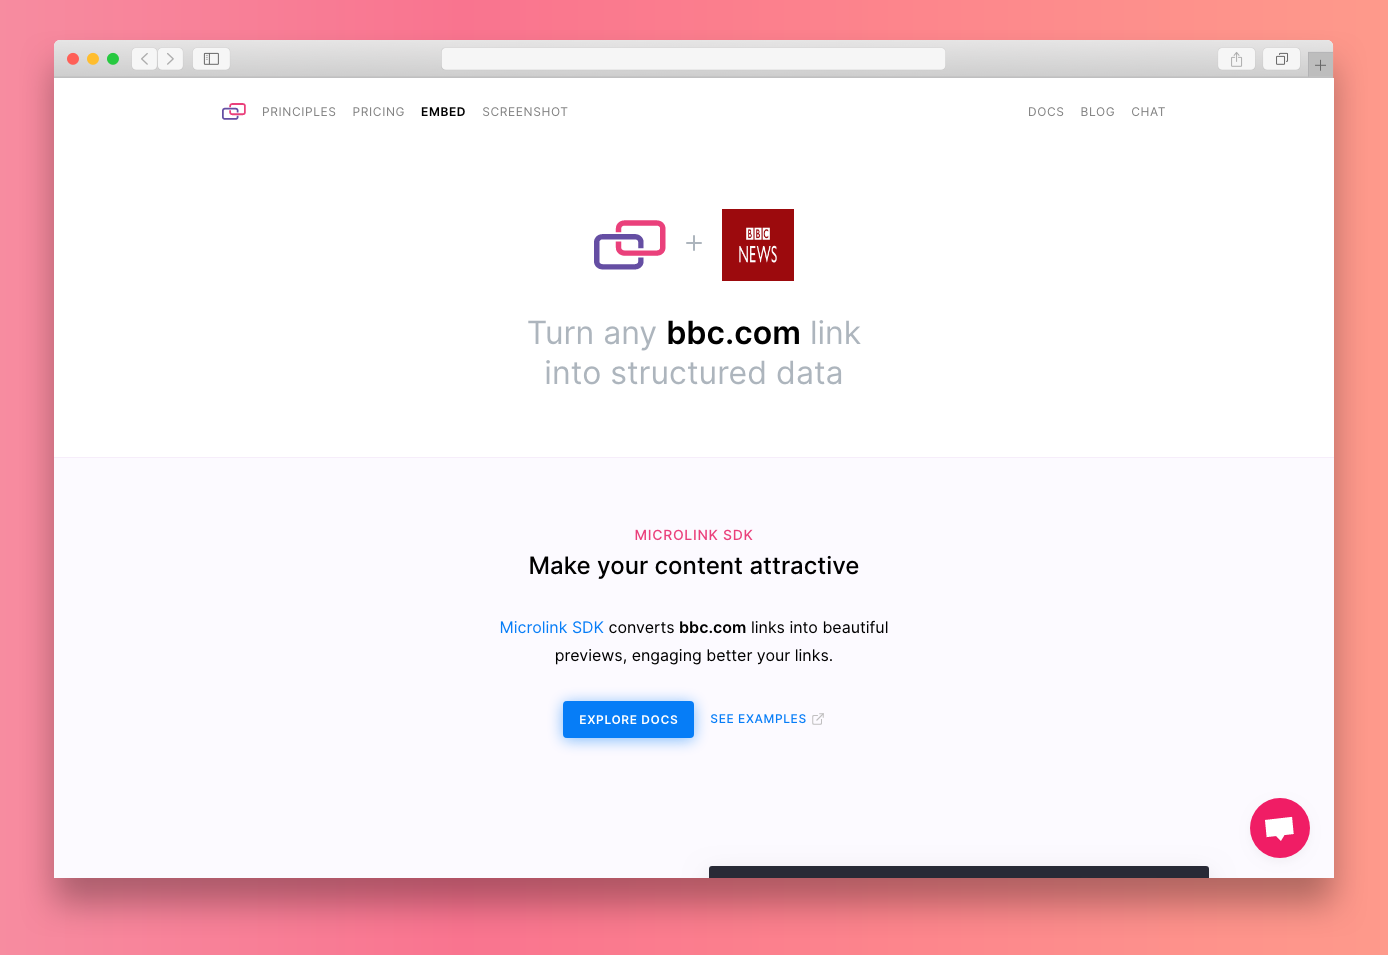 PRINCIPLES PRICING EMBED SCREENSHOT DOCS BLOG CHAT
BBC
NEWS
Turn any bbc.com link
into structured data
MICROLINK SDK
Make your content attractive
Microlink SDK converts bbc.com links into beautiful
previews, engaging better your links.
EXPLORE DOCS SEE EXAMPLES